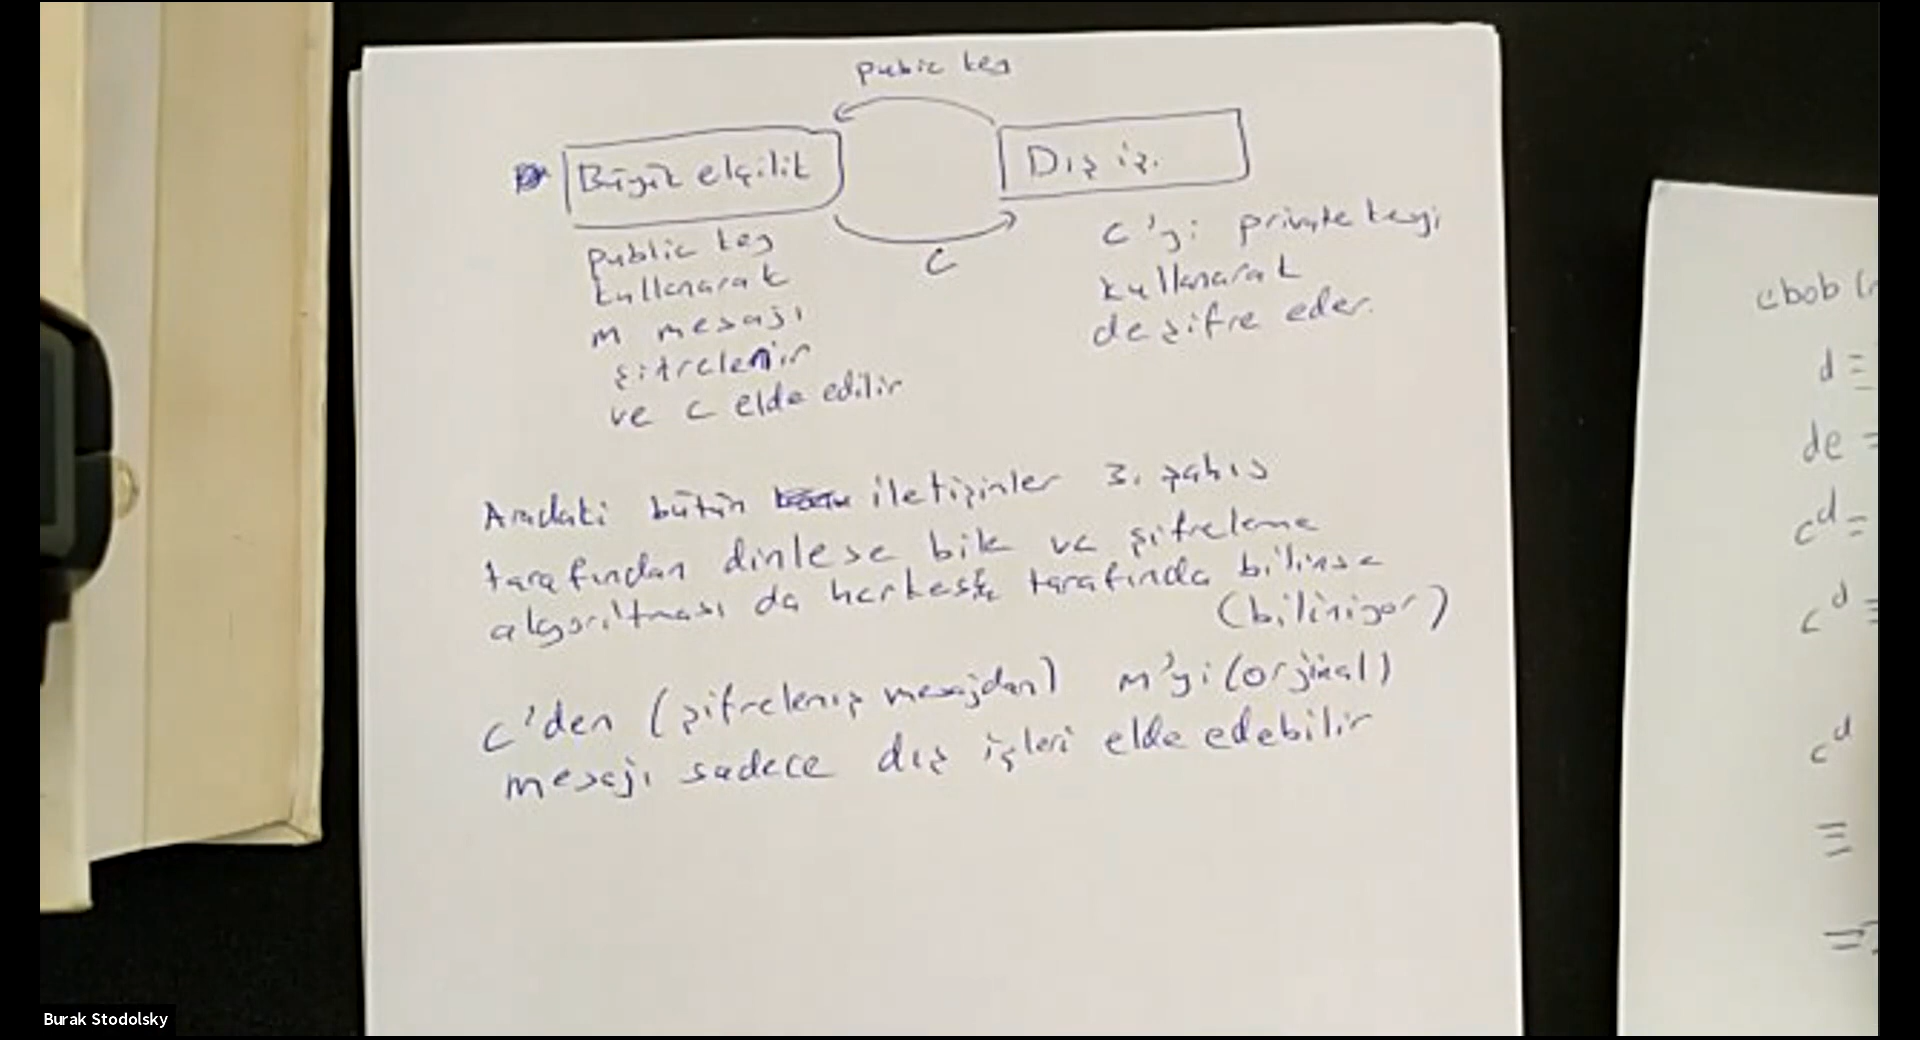 public key
Büyük elçilik
Dış iş.
public key
kullanarak
m mesajı
şifrelenir
ve c elde edilir
C
c'yi private keyi
kullanarak
deşifre eder.
Aradaki bütün iletişimler 3. şahıs
tarafından dinlese bile ve şifreleme
algoritması da herkes tarafında bilinse
(biliniyor)
c'den (şifrelenmiş mesajdan) m'yi (orjinal)
mesajı sadece dış işleri elde edebilir
ebob (
d =
de =
c^d =
c^d ≡
c^d
≡
Burak Stodolsky